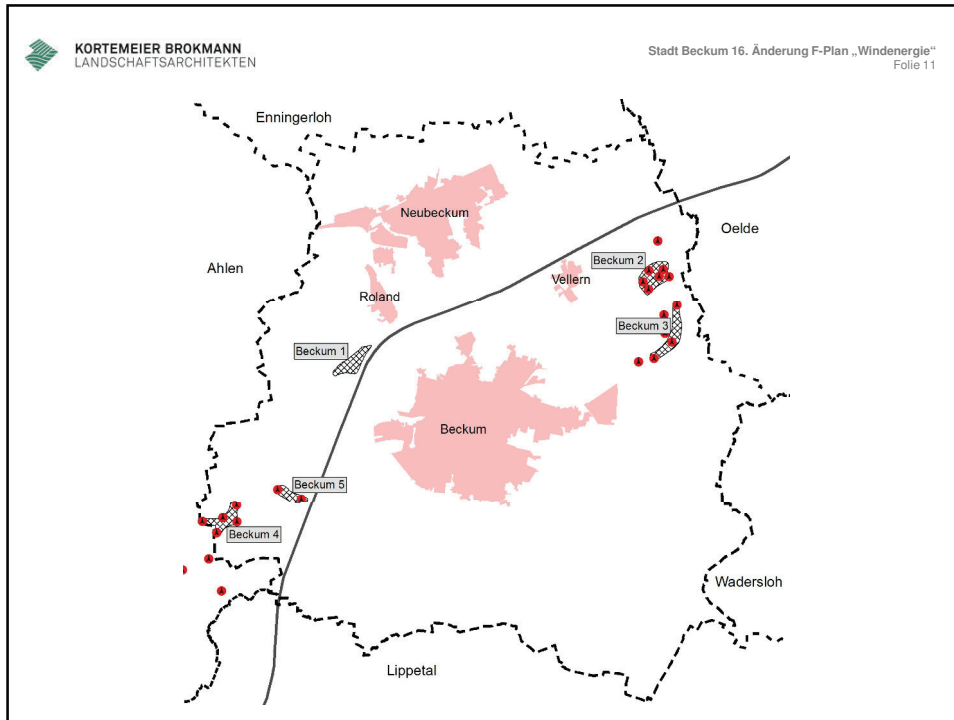 KORTEMEIER BROKMANN
LANDSCHAFTSARCHITEKTEN
Stadt Beckum 16. Änderung F-Plan „Windenergie“
Folie 11
Enningerloh
Neubeckum
Oelde
Ahlen
Beckum 2
Vellern
Roland
Beckum 3
Beckum 1
Beckum
Beckum 5
Beckum 4
Wadersloh
Lippetal